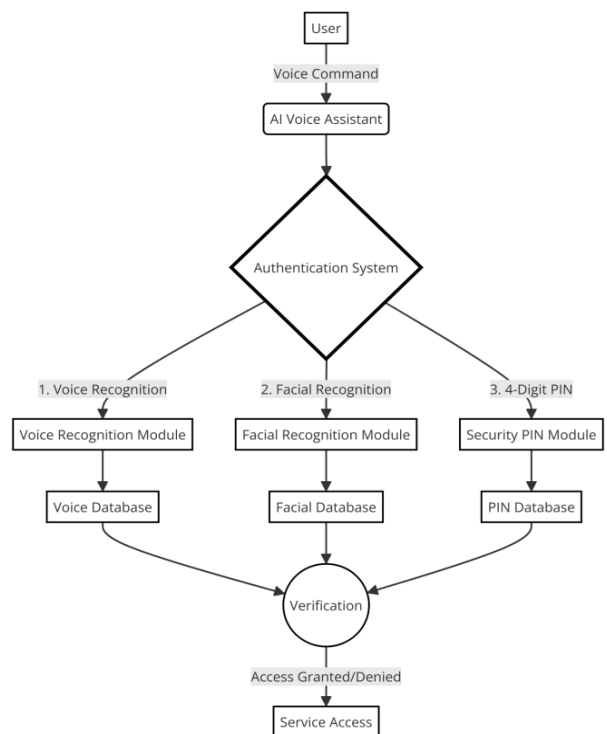 User
Voice Command
AI Voice Assistant
Authentication System
1. Voice Recognition
2. Facial Recognition
3. 4-Digit PIN
Voice Recognition Module
Facial Recognition Module
Security PIN Module
Voice Database
Facial Database
PIN Database
Verification
Access Granted/Denied
Service Access